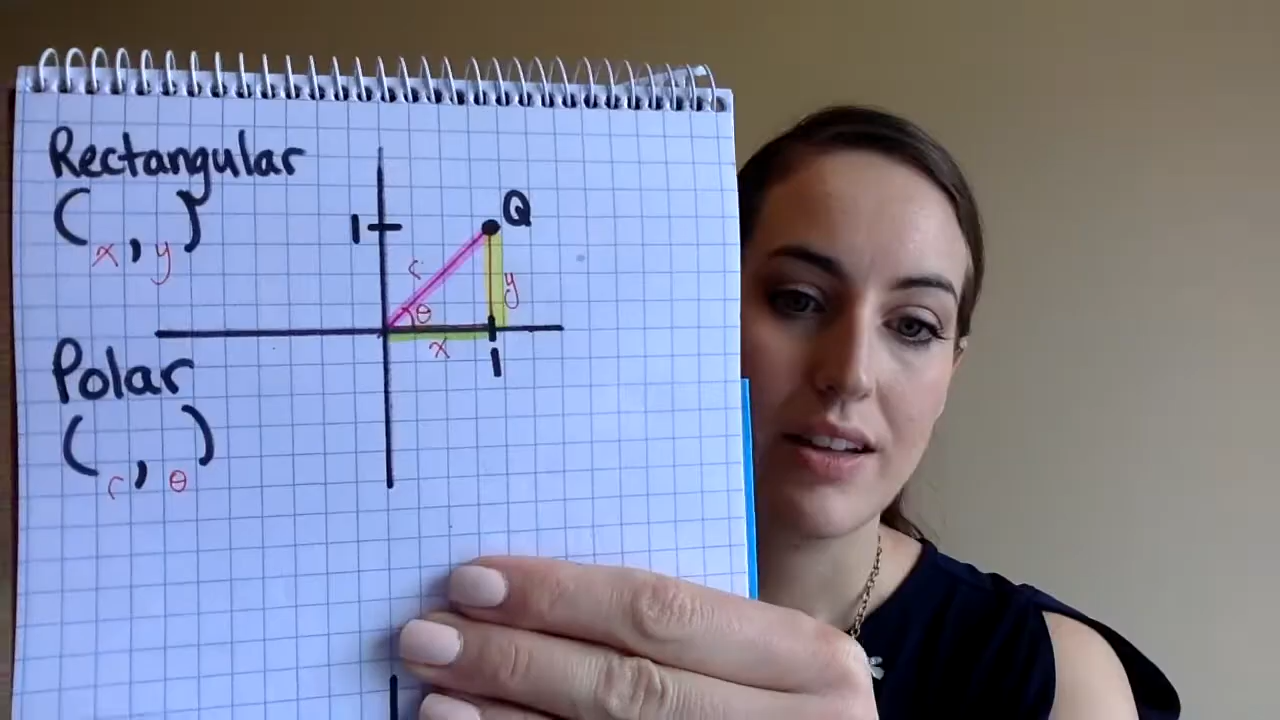 Rectangular
( x , y )
Polar
( r , θ )
1
Q
r
θ
y
x
1